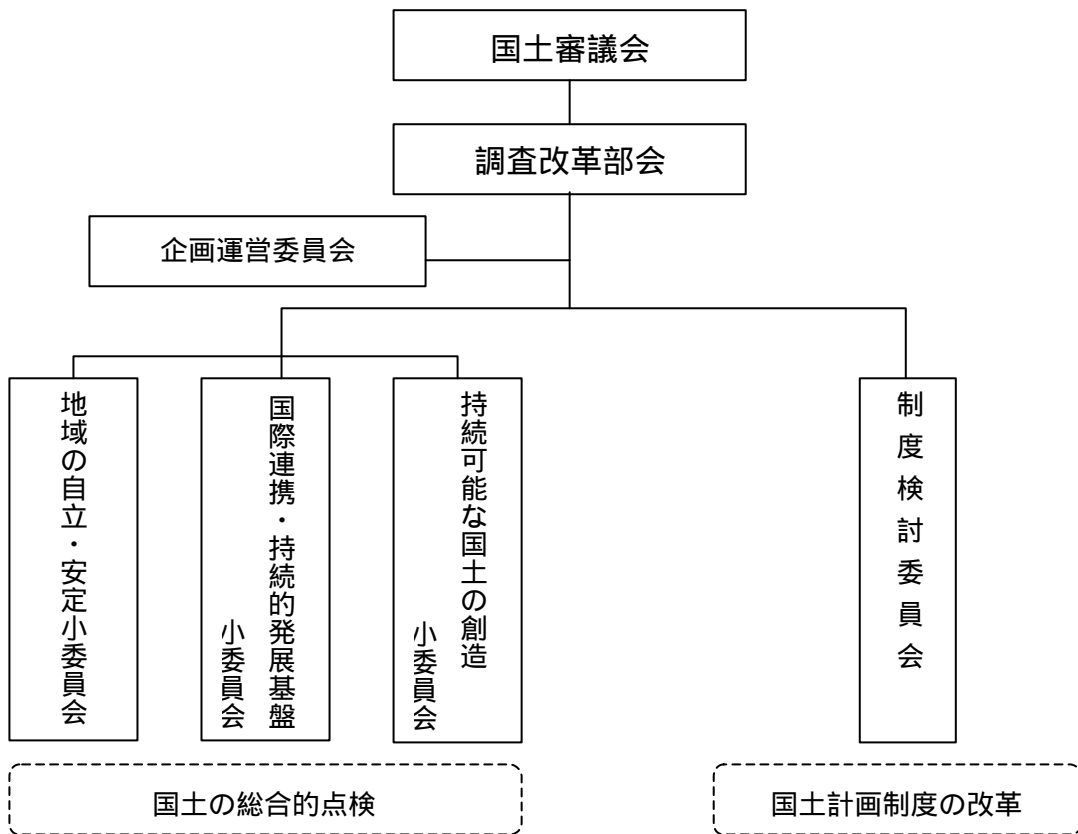 国土審議会
調査改革部会
企画運営委員会
地域の自立・安定小委員会
国際連携・持続的発展基盤
小委員会
持続可能な国土の創造
小委員会
制度検討委員会
国土の総合的点検
国土計画制度の改革